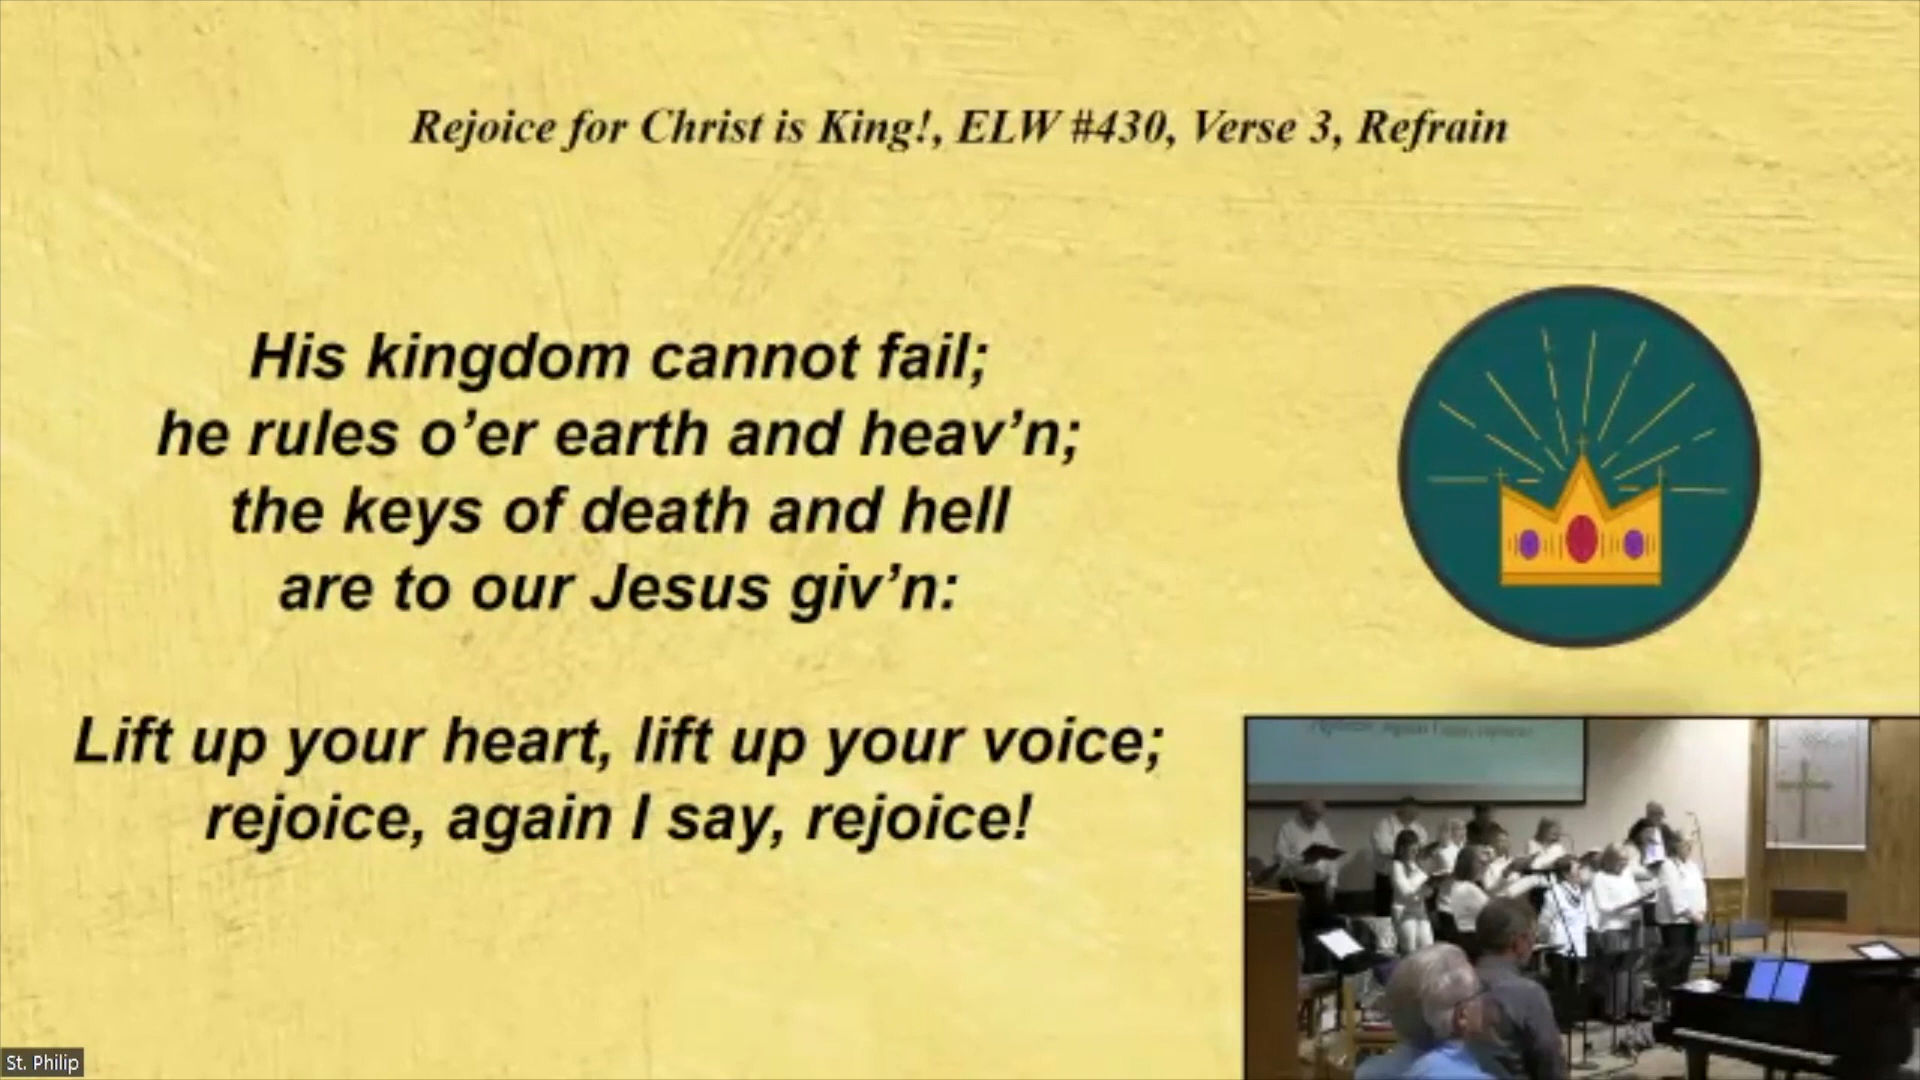 Rejoice for Christ is King!, ELW #430, Verse 3, Refrain
His kingdom cannot fail;
he rules o’er earth and heav’n;
the keys of death and hell
are to our Jesus giv’n:
Lift up your heart, lift up your voice;
rejoice, again I say, rejoice!
St. Philip